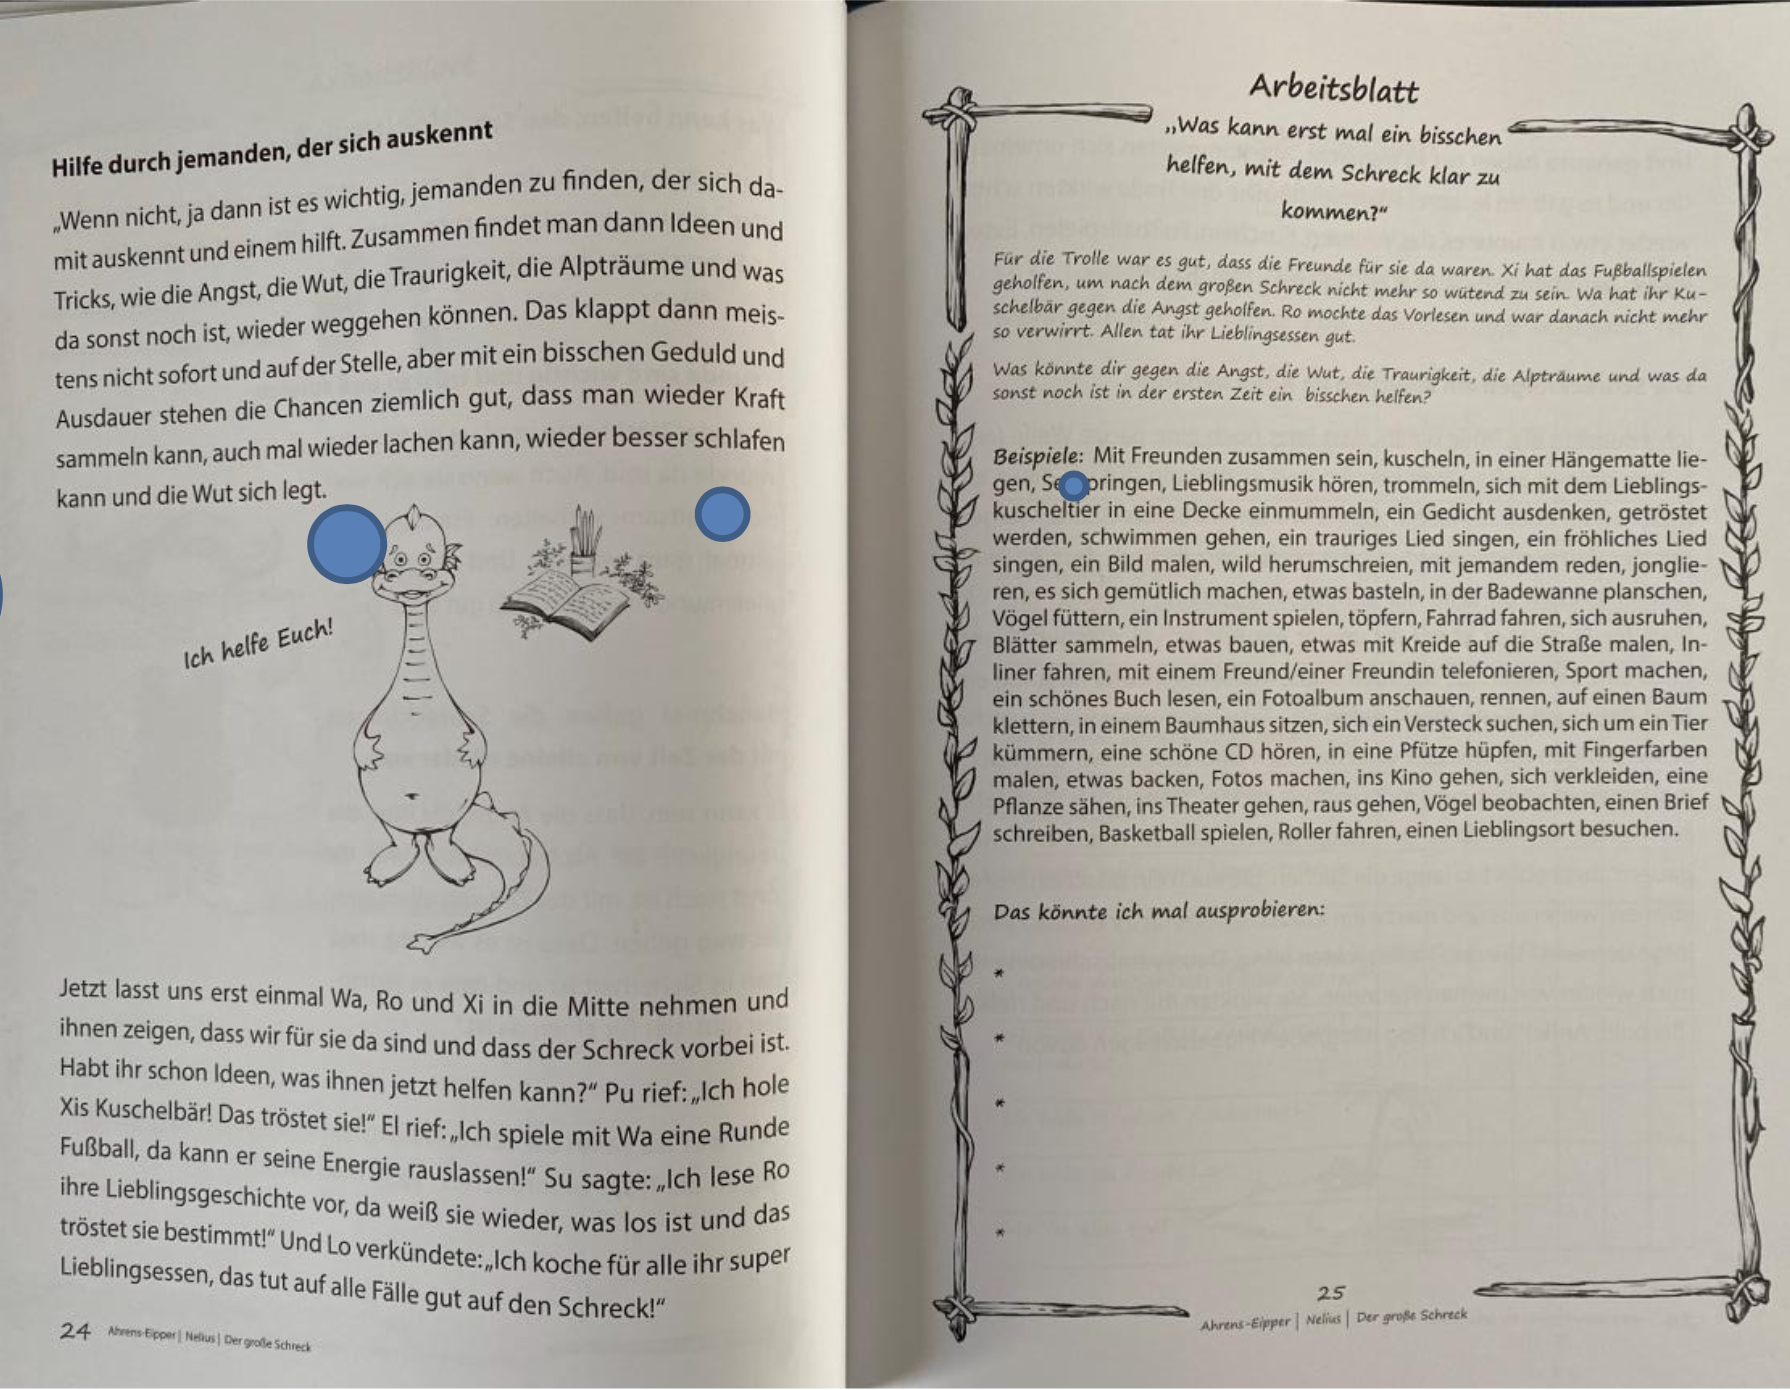 Hilfe durch jemanden, der sich auskennt
„Wenn nicht, ja dann ist es wichtig, jemanden zu finden, der sich da-
mit auskennt und einem hilft. Zusammen findet man dann Ideen und
Tricks, wie die Angst, die Wut, die Traurigkeit, die Alpträume und was
da sonst noch ist, wieder weggehen können. Das klappt dann meis-
tens nicht sofort und auf der Stelle, aber mit ein bisschen Geduld und
Ausdauer stehen die Chancen ziemlich gut, dass man wieder Kraft
sammeln kann, auch mal wieder lachen kann, wieder besser schlafen
kann und die Wut sich legt.
Ich helfe Euch!
Jetzt lasst uns erst einmal Wa, Ro und Xi in die Mitte nehmen und
ihnen zeigen, dass wir für sie da sind und dass der Schreck vorbei ist.
Habt ihr schon Ideen, was ihnen jetzt helfen kann?“ Pu rief: „Ich hole
Xis Kuschelbär! Das tröstet sie!“ El rief: „Ich spiele mit Wa eine Runde
Fußball, da kann er seine Energie rauslassen!“ Su sagte: „Ich lese Ro
ihre Lieblingsgeschichte vor, da weiß sie wieder, was los ist und das
tröstet sie bestimmt!“ Und Lo verkündete: „Ich koche für alle ihr super
Lieblingsessen, das tut auf alle Fälle gut auf den Schreck!“
24 Ahrens-Eipper | Nelius | Der große Schreck
Arbeitsblatt
„Was kann erst mal ein bisschen
helfen, mit dem Schreck klar zu
kommen?“
Für die Trolle war es gut, dass die Freunde für sie da waren. Xi hat das Fußballspielen
geholfen, um nach dem großen Schreck nicht mehr so wütend zu sein. Wa hat ihr Ku-
schelbär gegen die Angst geholfen. Ro mochte das Vorlesen und war danach nicht mehr
so verwirrt. Allen tat ihr Lieblingsessen gut.
Was könnte dir gegen die Angst, die Wut, die Traurigkeit, die Alpträume und was da
sonst noch ist in der ersten Zeit ein bisschen helfen?
Beispiele: Mit Freunden zusammen sein, kuscheln, in einer Hängematte lie-
gen, Lieblingsmusik hören, trommeln, sich mit dem Lieblings-
kuscheltier in eine Decke einmummeln, ein Gedicht ausdenken, getröstet
werden, schwimmen gehen, ein trauriges Lied singen, ein fröhliches Lied
singen, ein Bild malen, wild herumschreien, mit jemandem reden, jonglie-
ren, es sich gemütlich machen, etwas basteln, in der Badewanne planschen,
Vögel füttern, ein Instrument spielen, töpfern, Fahrrad fahren, sich ausruhen,
Blätter sammeln, etwas bauen, etwas mit Kreide auf die Straße malen, In-
liner fahren, mit einem Freund/einer Freundin telefonieren, Sport machen,
ein schönes Buch lesen, ein Fotoalbum anschauen, rennen, auf einen Baum
klettern, in einem Baumhaus sitzen, sich ein Versteck suchen, sich um ein Tier
kümmern, eine schöne CD hören, in eine Pfütze hüpfen, mit Fingerfarben
malen, etwas backen, Fotos machen, ins Kino gehen, sich verkleiden, eine
Pflanze sähen, ins Theater gehen, raus gehen, Vögel beobachten, einen Brief
schreiben, Basketball spielen, Roller fahren, einen Lieblingsort besuchen.
Das könnte ich mal ausprobieren:
*
*
*
*
*
25
Ahrens-Eipper | Nelius | Der große Schreck